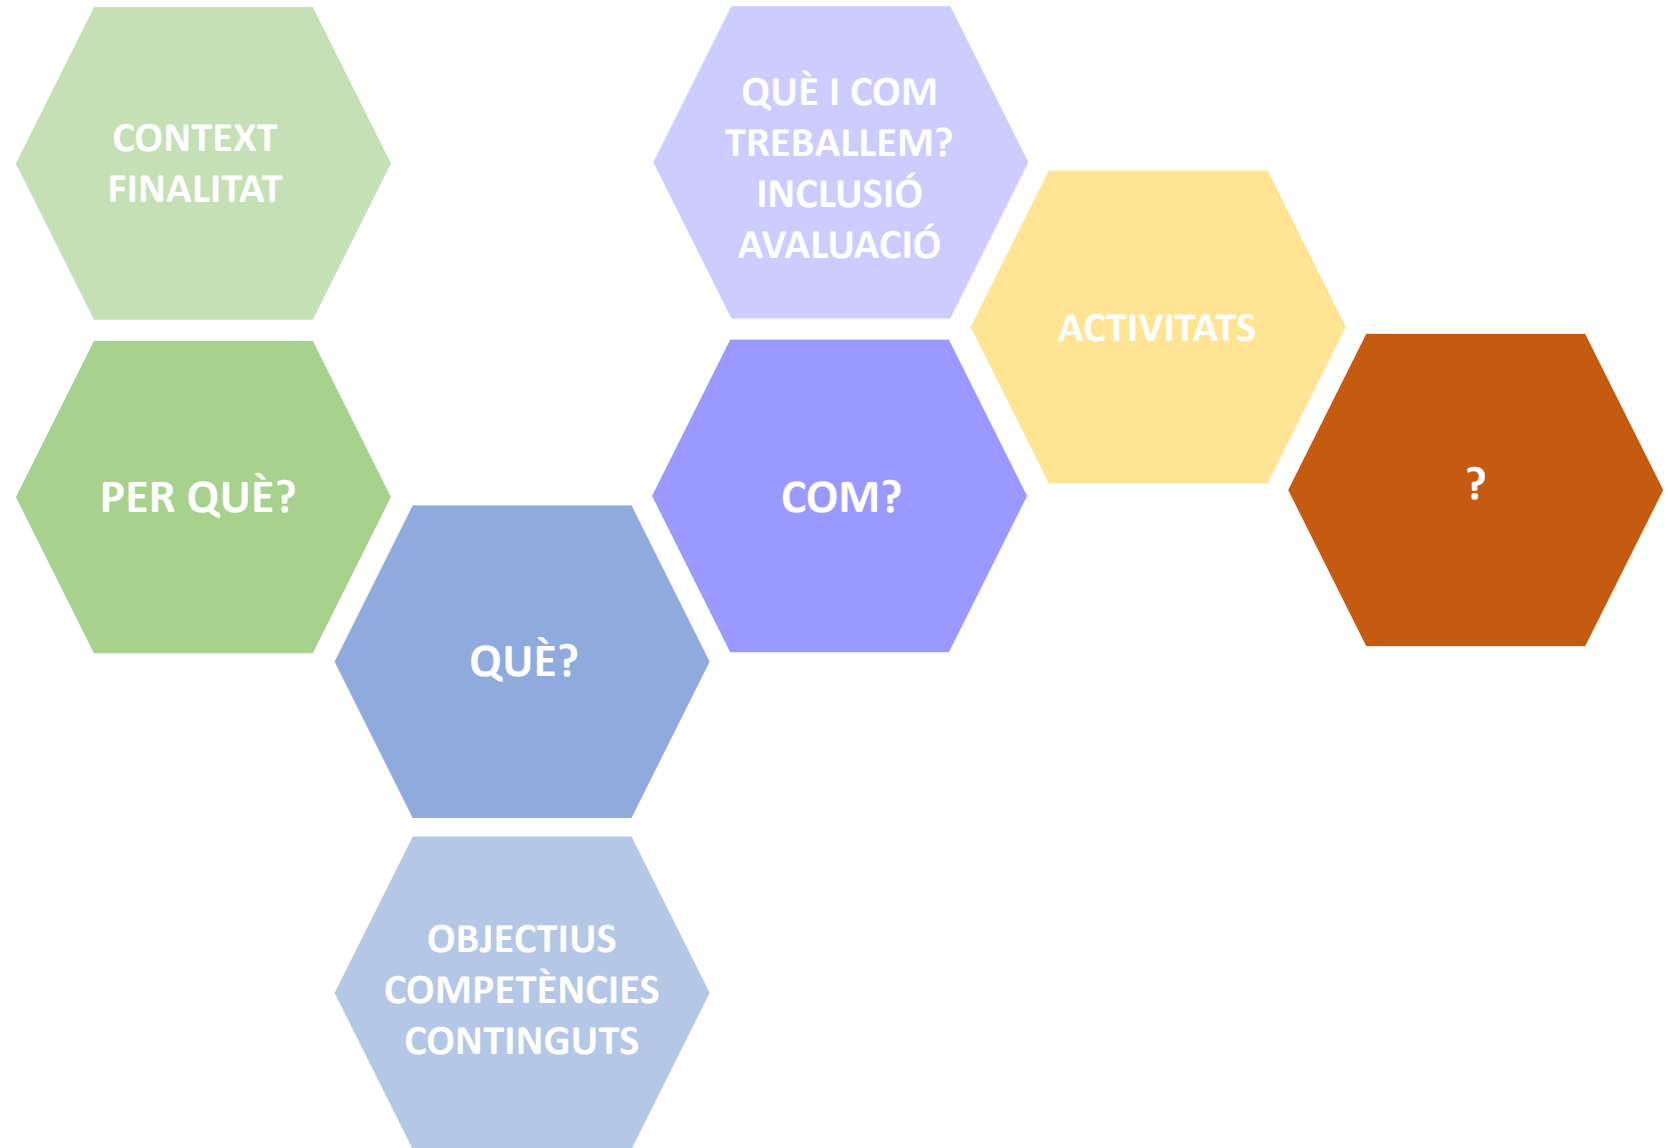 CONTEXT
FINALITAT
PER QUÈ?
QUÈ?
OBJECTIUS
COMPETÈNCIES
CONTINGUTS
QUÈ I COM
TREBALLEM?
INCLUSIÓ
AVALUACIÓ
COM?
ACTIVITATS
?